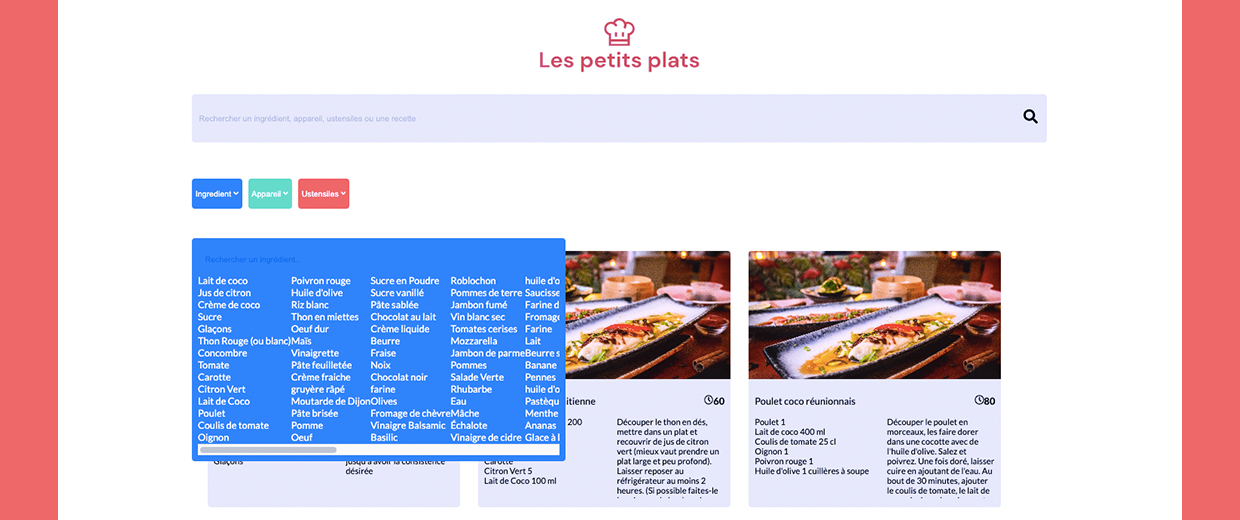 Les petits plats
Rechercher un ingrédient, appareil, ustensiles ou une recette
Ingredient
Appareil
Ustensiles
Rechercher un ingrédient...
Lait de coco
Jus de citron
Crème de coco
Sucre
Glaçons
Thon Rouge (ou blanc)
Concombre
Tomate
Carotte
Citron Vert
Lait de Coco
Poulet
Coulis de tomate
Oignon
Poivron rouge
Huile d'olive
Riz blanc
Thon en miettes
Oeuf dur
Maïs
Vinaigrette
Pâte feuilletée
Crème fraiche
gruyère râpé
Moutarde de Dijon
Pâte brisée
Pomme
Oeuf
Sucre en Poudre
Sucre vanillé
Pâte sablée
Chocolat au lait
Crème liquide
Beurre
Fraise
Noix
Chocolat noir
farine
Olives
Fromage de chèvre
Vinaigre Balsamic
Basilic
Roblochon
Pommes de terre
Jambon fumé
Vin blanc sec
Tomates cerises
Mozzarella
Jambon de parme
Pommes
Salade Verte
Rhubarbe
Eau
Mâche
Échalote
Vinaigre de cidre
huile d'o
Saucisse
Farine d
Fromage
Farine
Lait
Beurre s
Banane
Pennes
huile d'o
Pastèqu
Menthe
Ananas
Glace à l
Glaçons
jusqu'à avoir la consistance
désirée
itienne
60
200
Carotte
Citron Vert 5
Lait de Coco 100 ml
Découper le thon en dés,
mettre dans un plat et
recouvrir de jus de citron
vert (mieux vaut prendre un
plat large et peu profond).
Laisser reposer au
réfrigérateur au moins 2
heures. (Si possible faites-le
Poulet coco réunionnais
80
Poulet 1
Lait de coco 400 ml
Coulis de tomate 25 cl
Oignon 1
Poivron rouge 1
Huile d'olive 1 cuillères à soupe
Découper le poulet en
morceaux, les faire dorer
dans une cocotte avec de
l'huile d'olive. Salez et
poivrez. Une fois doré, laisser
cuire en ajoutant de l'eau. Au
bout de 30 minutes, ajouter
le coulis de tomate, le lait de